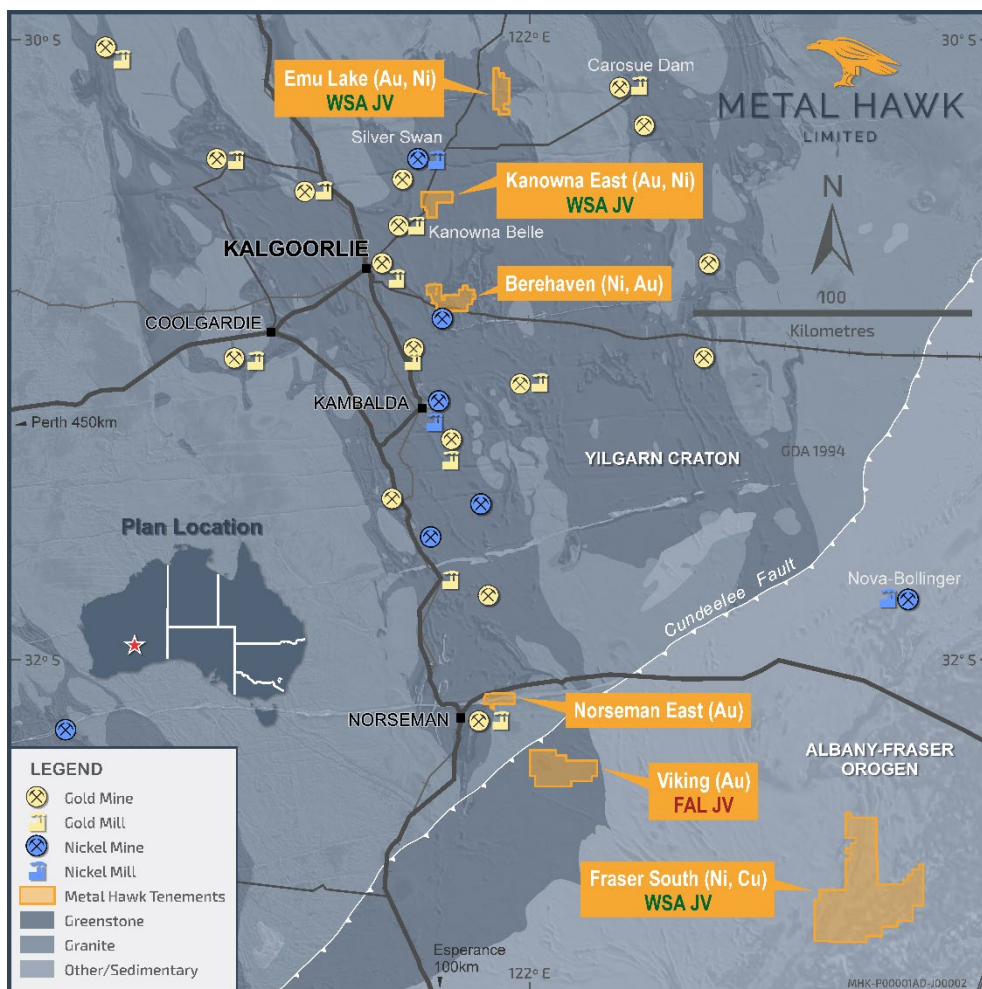 30° S
122° E
30° S
Emu Lake (Au, Ni)
WSA JV
Carosue Dam
METAL HAWK
LIMITED
Silver Swan
Kanowna East (Au, Ni)
WSA JV
N
Kanowna Belle
KALGOORLIE
Berehaven (Ni, Au)
100
Kilometres
COOLGARDIE
KAMBALDA
Perth 450km
YILGARN CRATON
GDA 1994
Plan Location
Cundeelee Fault
Nova-Bollinger
32° S
32° S
NORSEMAN
Norseman East (Au)
ALBANY-FRASER
OROGEN
Viking (Au)
FAL JV
Fraser South (Ni, Cu)
WSA JV
LEGEND
Gold Mine
Gold Mill
Nickel Mine
Nickel Mill
Metal Hawk Tenements
Greenstone
Granite
Other/Sedimentary
Esperance
100km
122° E
MHK-P00001AD-J00002